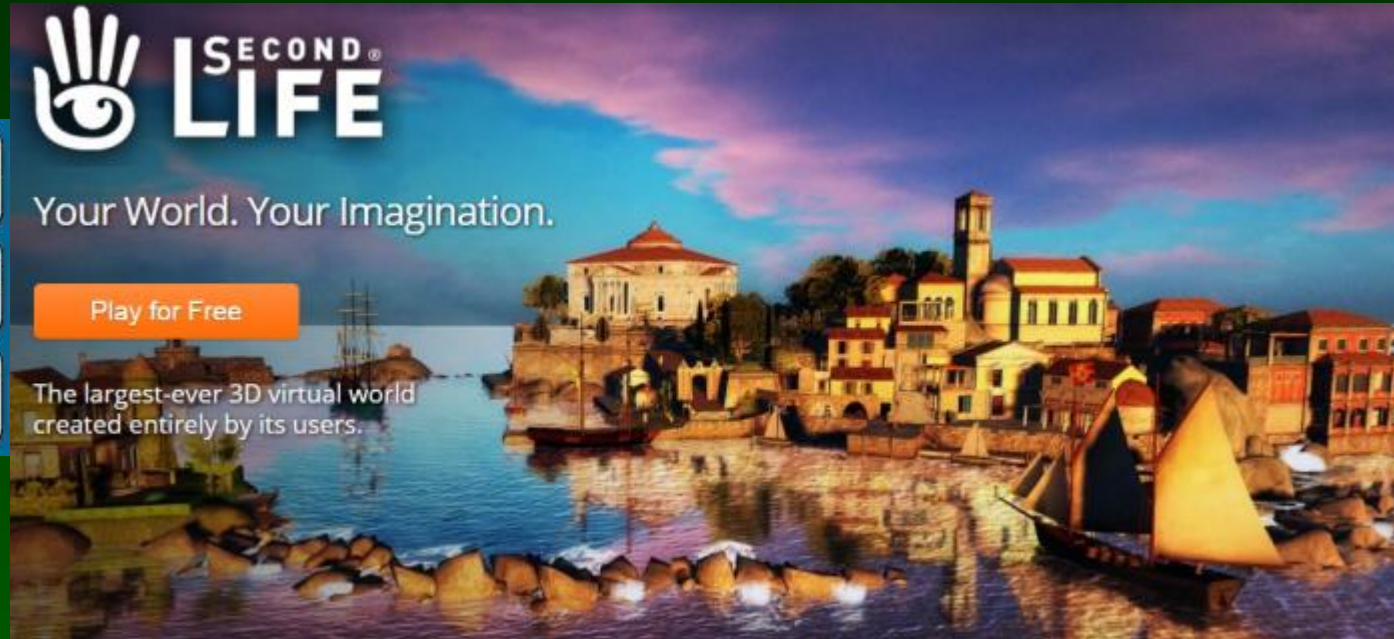 SECOND®
LIFE
Your World. Your Imagination.
Play for Free
The largest-ever 3D virtual world
created entirely by its users.